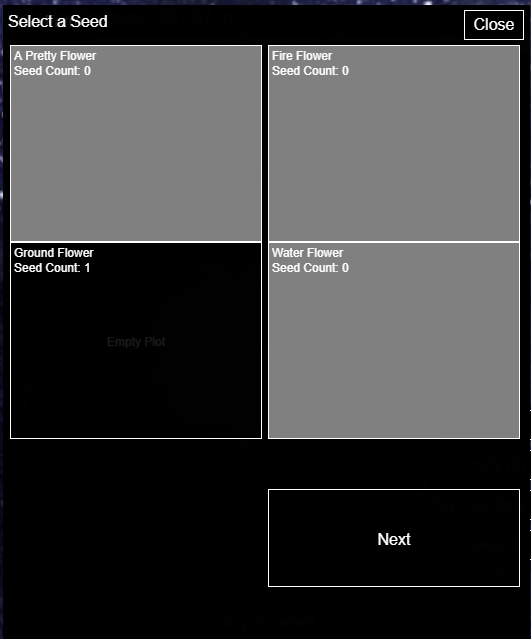 Select a Seed
Close
A Pretty Flower
Seed Count: 0
Fire Flower
Seed Count: 0
Ground Flower
Seed Count: 1
Empty Plot
Water Flower
Seed Count: 0
Next